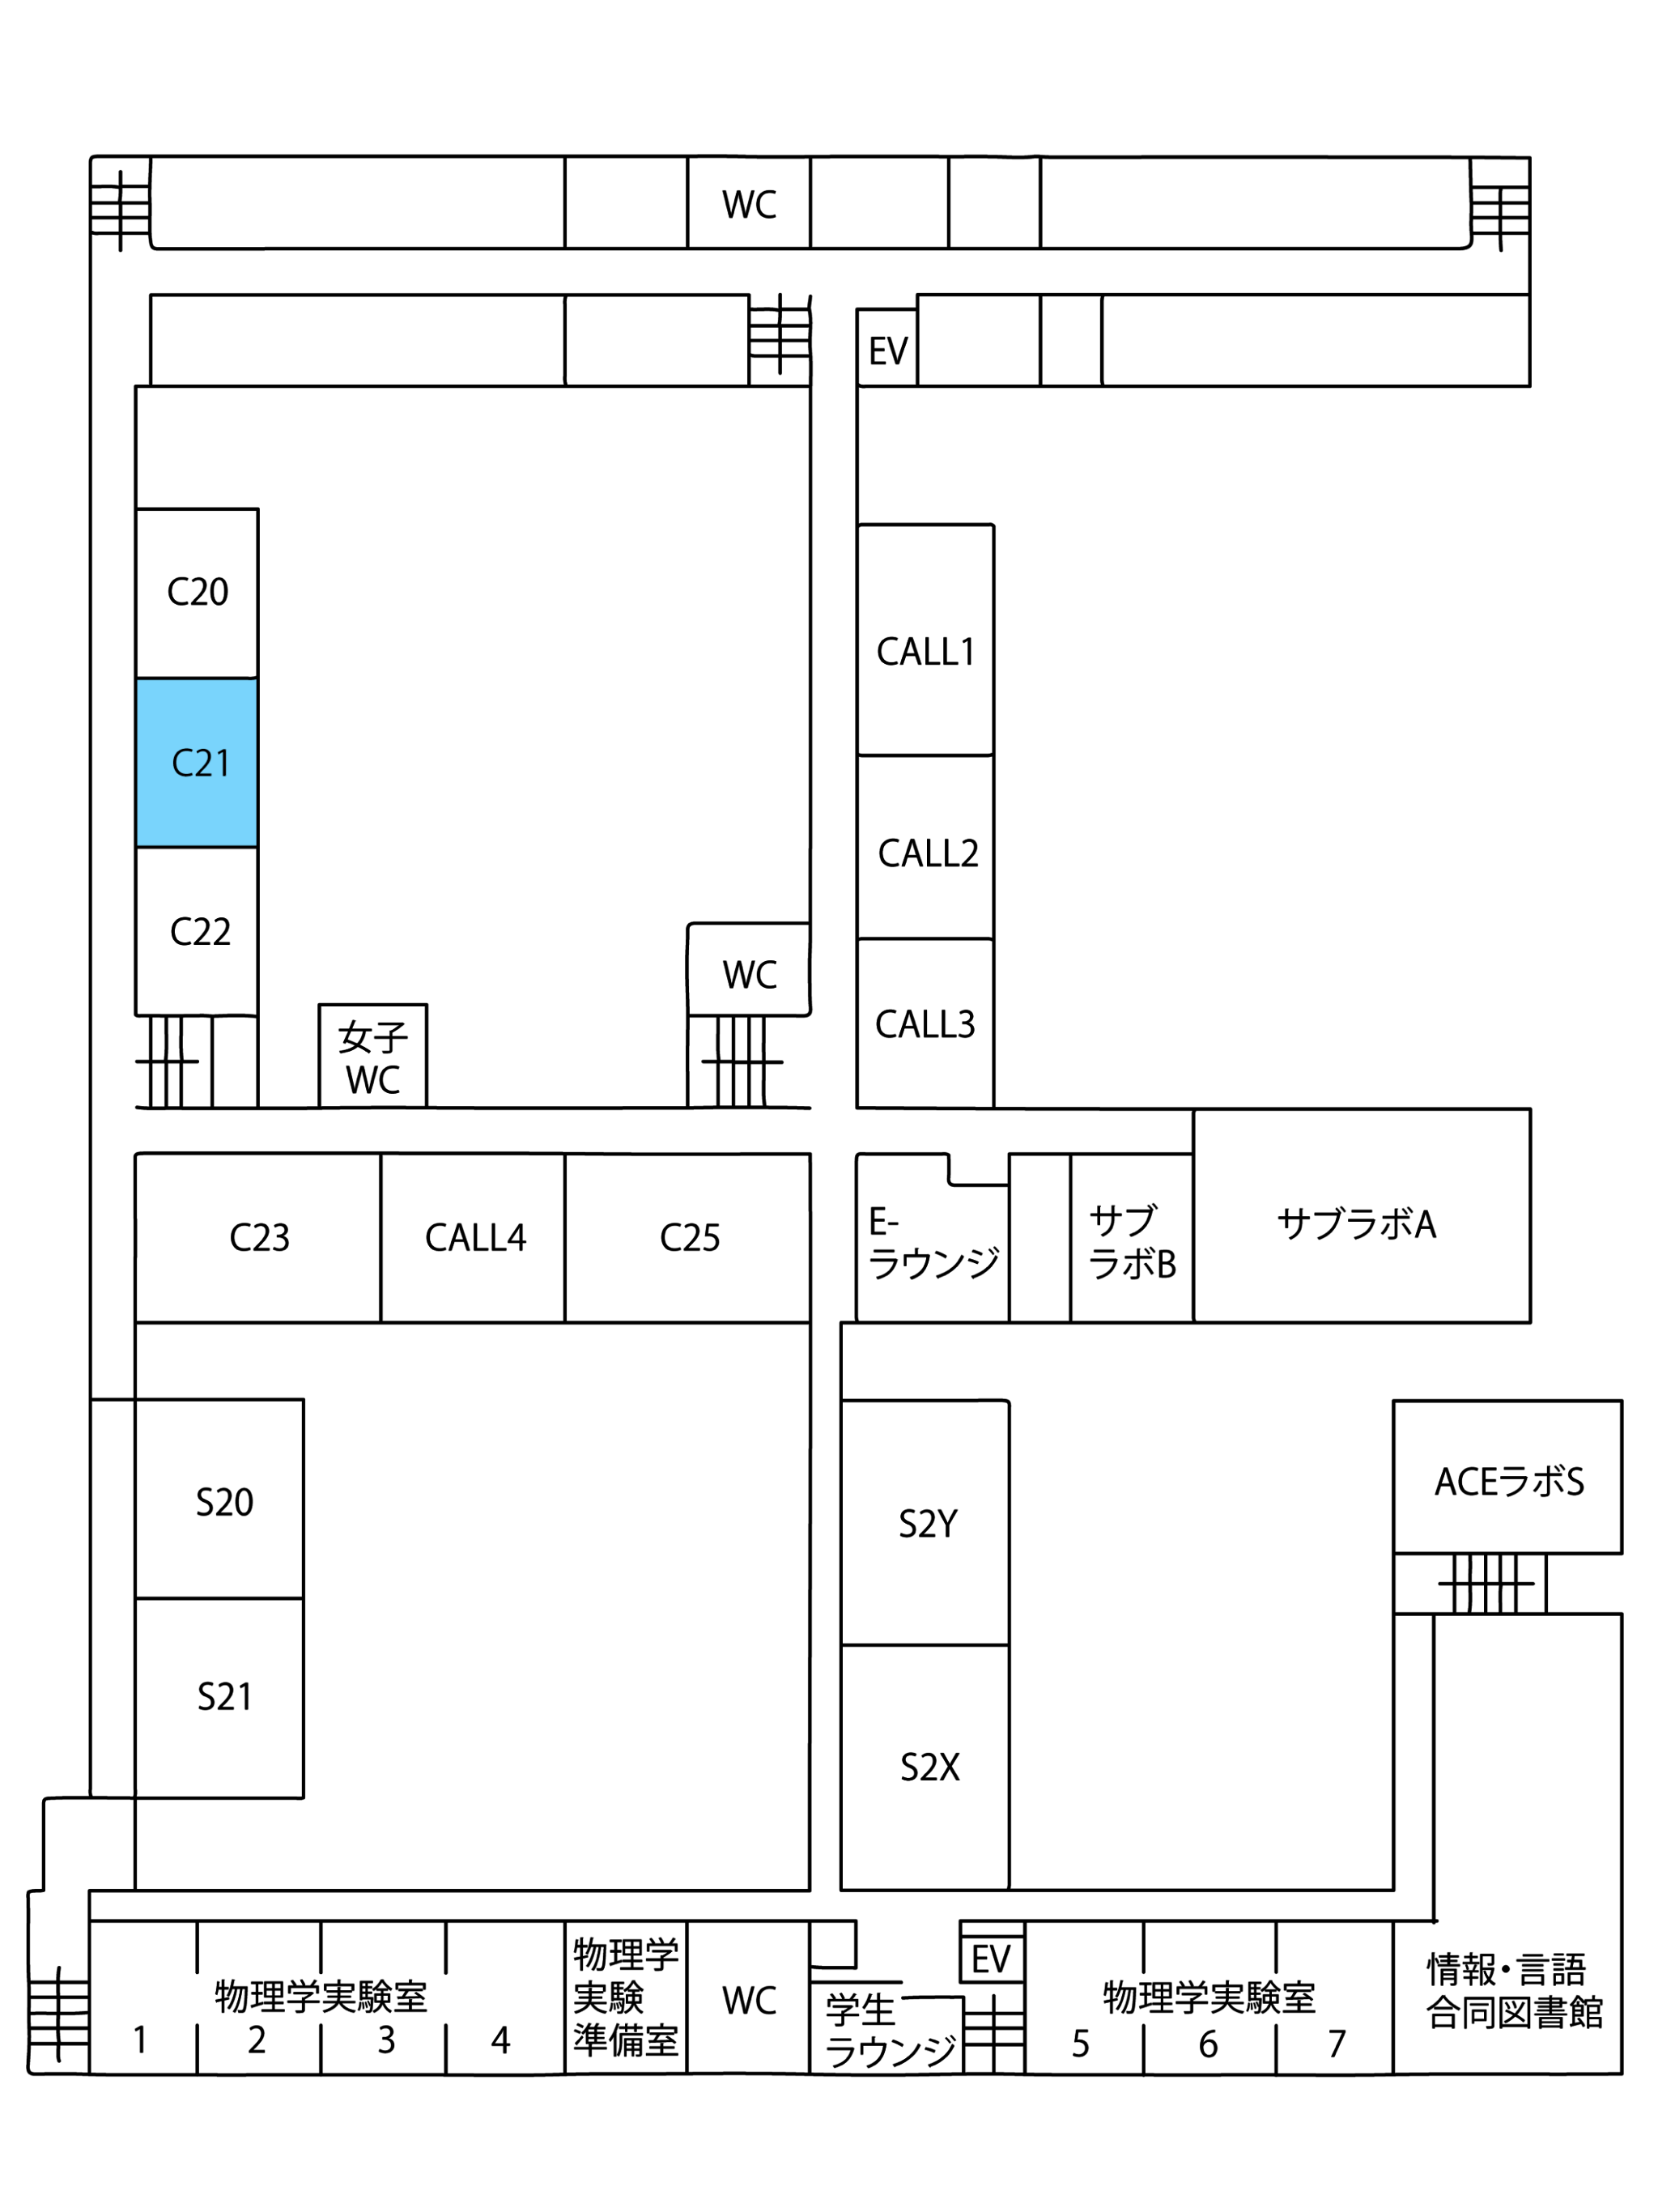 WC
EV
C20
CALL1
C21
CALL2
C22
WC
CALL3
女子
WC
C23
CALL4
C25
E-
ラウンジ
サブ
ラボB
サブラボA
S20
S2Y
ACEラボS
S21
S2X
物理学実験室
1
2
3
4
物理学
実験
準備室
WC
学生
ラウンジ
EV
物理学実験室
5
6
7
情報・言語
合同図書館